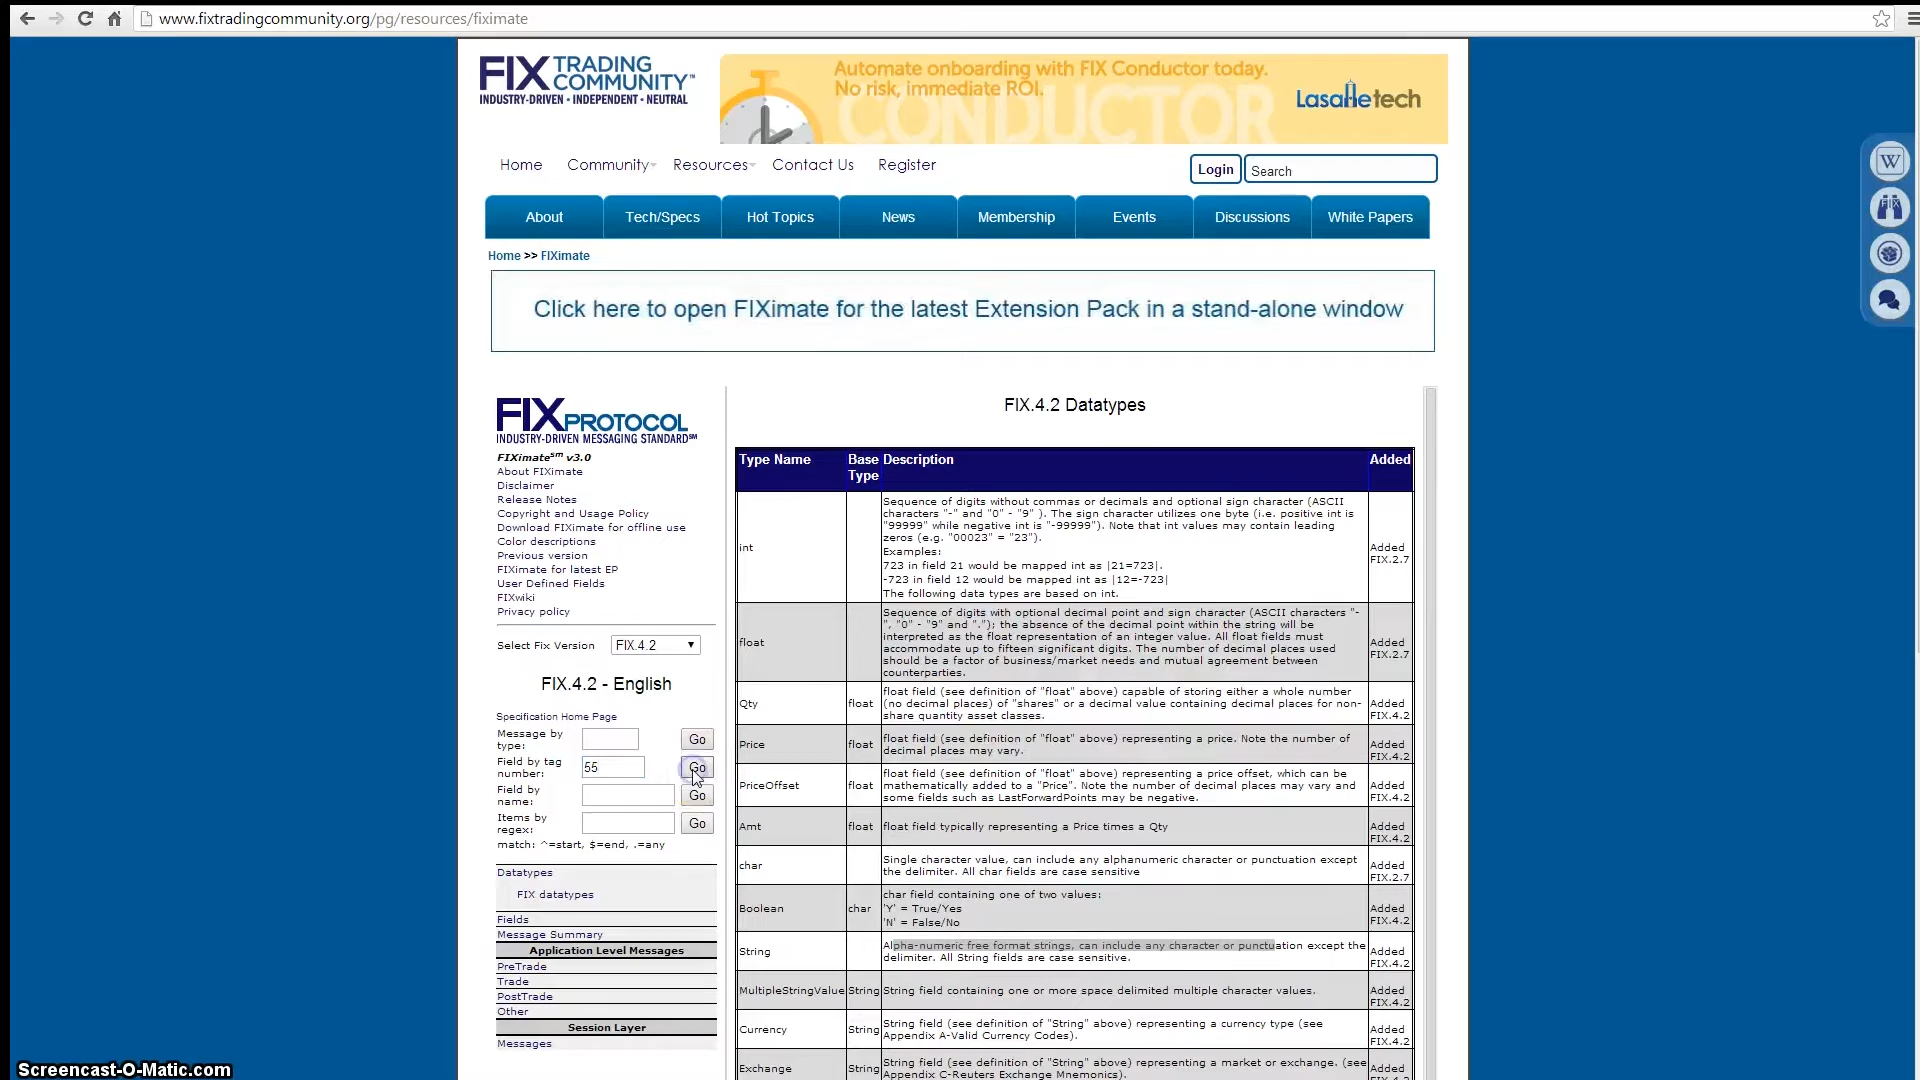 www.fixtradingcommunity.org/pg/resources/fiximate
FIX TRADING COMMUNITY™
INDUSTRY-DRIVEN • INDEPENDENT • NEUTRAL
Automate onboarding with FIX Conductor today.
No risk, immediate ROI.
CONDUCTOR
Lasalletech
Home Community Resources Contact Us Register
Login Search
About Tech/Specs Hot Topics News Membership Events Discussions White Papers
Home >> FIXimate
Click here to open FIXimate for the latest Extension Pack in a stand-alone window
W
FIX
FIX PROTOCOL
INDUSTRY-DRIVEN MESSAGING STANDARD℠
FIXimate℠ v3.0
About FIXimate
Disclaimer
Release Notes
Copyright and Usage Policy
Download FIXimate for offline use
Color descriptions
Previous version
FIXimate for latest EP
User Defined Fields
FIXwiki
Privacy policy
Select Fix Version FIX.4.2
FIX.4.2 - English
Specification Home Page
Message by
type: Go
Field by tag
number: 55 Go
Field by
name: Go
Items by
regex: Go
match: ^=start, $=end, .=any
Datatypes
FIX datatypes
Fields
Message Summary
Application Level Messages
PreTrade
Trade
PostTrade
Other
Session Layer
Messages
FIX.4.2 Datatypes
Type Name Base Description Added
Type
Sequence of digits without commas or decimals and optional sign character (ASCII
characters "-" and "0" - "9" ). The sign character utilizes one byte (i.e. positive int is
"99999" while negative int is "-99999"). Note that int values may contain leading
zeros (e.g. "00023" = "23").
int Examples: Added
FIX.2.7
723 in field 21 would be mapped int as |21=723|.
-723 in field 12 would be mapped int as |12=-723|
The following data types are based on int.
Sequence of digits with optional decimal point and sign character (ASCII characters "-
", "0" - "9" and "."); the absence of the decimal point within the string will be
interpreted as the float representation of an integer value. All float fields must
float accommodate up to fifteen significant digits. The number of decimal places used Added
should be a factor of business/market needs and mutual agreement between FIX.2.7
counterparties.
float field (see definition of "float" above) capable of storing either a whole number
Qty float (no decimal places) of "shares" or a decimal value containing decimal places for non- Added
share quantity asset classes. FIX.4.2
Price float float field (see definition of "float" above) representing a price. Note the number of Added
decimal places may vary. FIX.4.2
float field (see definition of "float" above) representing a price offset, which can be
PriceOffset float mathematically added to a "Price". Note the number of decimal places may vary and Added
some fields such as LastForwardPoints may be negative. FIX.4.2
Amt float float field typically representing a Price times a Qty Added
FIX.4.2
char Single character value, can include any alphanumeric character or punctuation except Added
the delimiter. All char fields are case sensitive FIX.2.7
char field containing one of two values:
Boolean char 'Y' = True/Yes Added
'N' = False/No FIX.4.2
String Alpha-numeric free format strings, can include any character or punctuation except the Added
delimiter. All String fields are case sensitive. FIX.4.2
MultipleStringValue String String field containing one or more space delimited multiple character values. Added
FIX.4.2
Currency String String field (see definition of "String" above) representing a currency type (see Added
Appendix A-Valid Currency Codes). FIX.4.2
Exchange String String field (see definition of "String" above) representing a market or exchange. (see Added
Appendix C-Reuters Exchange Mnemonics).
Screencast-O-Matic.com